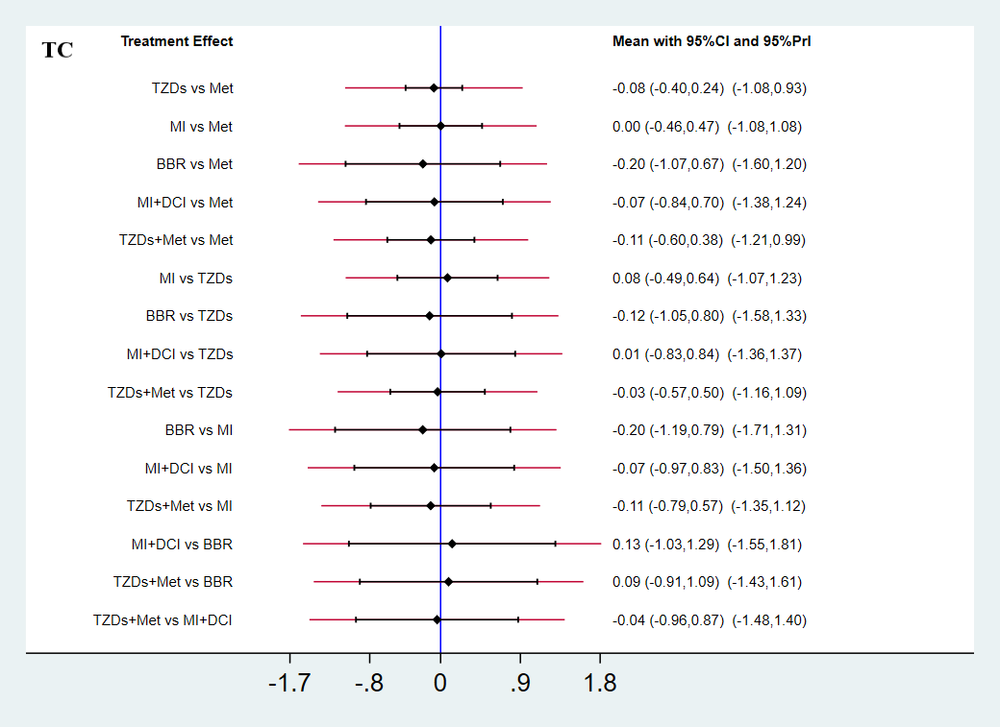 TC Treatment Effect Mean with 95%CI and 95%PrI
TZDs vs Met -0.08 (-0.40,0.24) (-1.08,0.93)
MI vs Met 0.00 (-0.46,0.47) (-1.08,1.08)
BBR vs Met -0.20 (-1.07,0.67) (-1.60,1.20)
MI+DCI vs Met -0.07 (-0.84,0.70) (-1.38,1.24)
TZDs+Met vs Met -0.11 (-0.60,0.38) (-1.21,0.99)
MI vs TZDs 0.08 (-0.49,0.64) (-1.07,1.23)
BBR vs TZDs -0.12 (-1.05,0.80) (-1.58,1.33)
MI+DCI vs TZDs 0.01 (-0.83,0.84) (-1.36,1.37)
TZDs+Met vs TZDs -0.03 (-0.57,0.50) (-1.16,1.09)
BBR vs MI -0.20 (-1.19,0.79) (-1.71,1.31)
MI+DCI vs MI -0.07 (-0.97,0.83) (-1.50,1.36)
TZDs+Met vs MI -0.11 (-0.79,0.57) (-1.35,1.12)
MI+DCI vs BBR 0.13 (-1.03,1.29) (-1.55,1.81)
TZDs+Met vs BBR 0.09 (-0.91,1.09) (-1.43,1.61)
TZDs+Met vs MI+DCI -0.04 (-0.96,0.87) (-1.48,1.40)
-1.7 -.8 0 .9 1.8